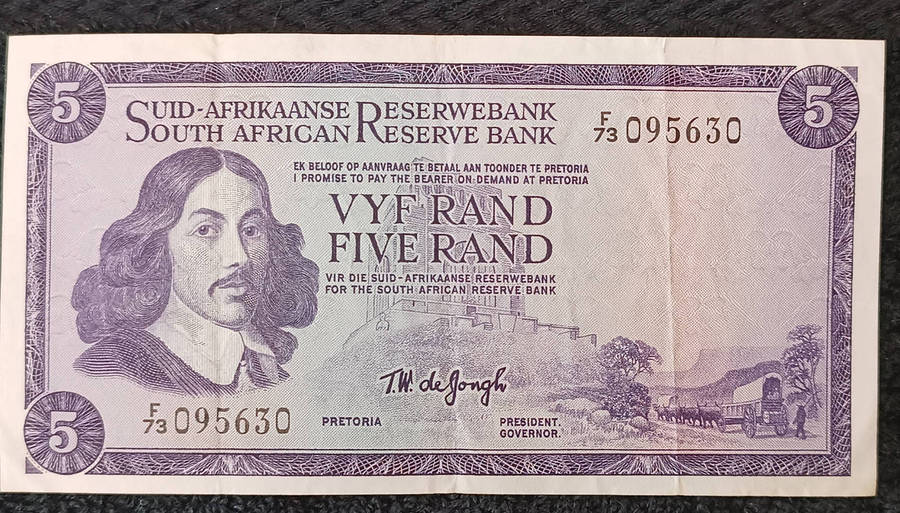 5 5
SUID-AFRIKAANSE RESERWEBANK
SOUTH AFRICAN RESERVE BANK
F/73 095630
EK BELOOF OP AANVRAAG TE BETAAL AAN TOONDER TE PRETORIA
I PROMISE TO PAY THE BEARER ON DEMAND AT PRETORIA
VYF RAND
FIVE RAND
VIR DIE SUID-AFRIKAANSE RESERWEBANK
FOR THE SOUTH AFRICAN RESERVE BANK
T.W. de Jongh
F/73 095630
PRETORIA
PRESIDENT.
GOVERNOR.
5